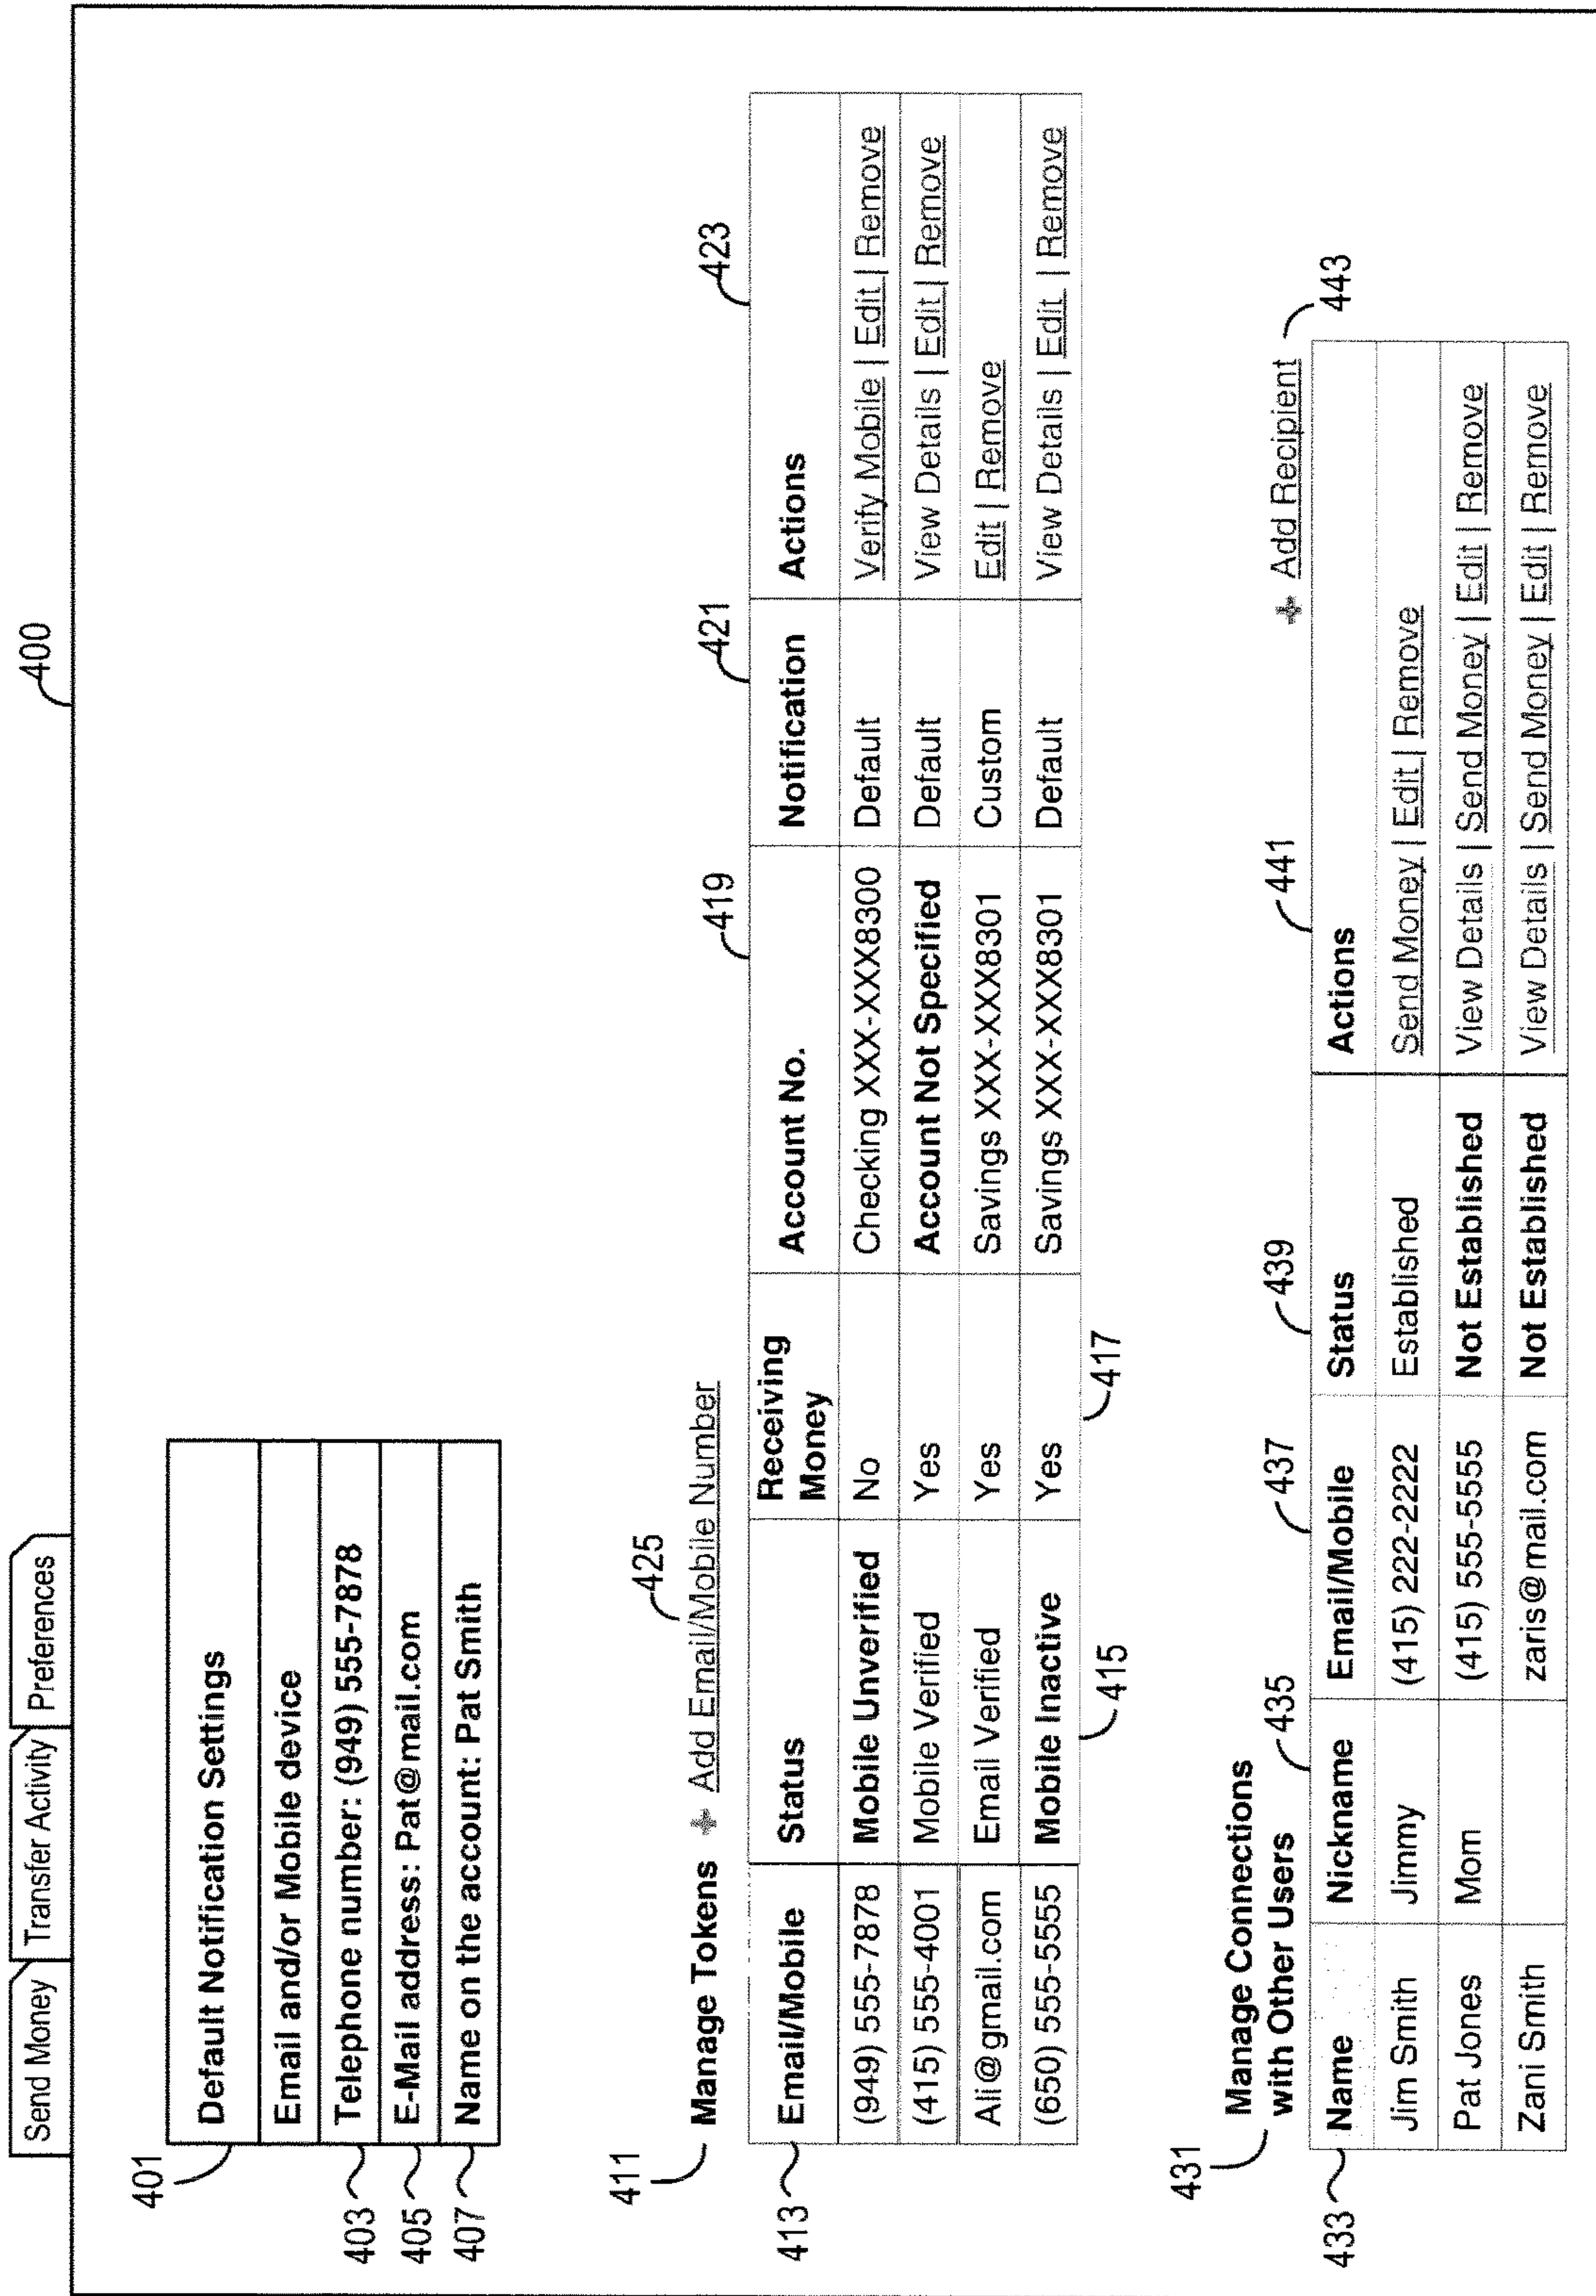 Send Money Transfer Activity Preferences
400
401 Default Notification Settings
Email and/or Mobile device
403 Telephone number: (949) 555-7878
405 E-Mail address: Pat@mail.com
407 Name on the account: Pat Smith
425
411 Manage Tokens + Add Email/Mobile Number
419 421 423
413 Email/Mobile Status Receiving Money Account No. Notification Actions
(949) 555-7878 Mobile Unverified No Checking XXX-XXX8300 Default Verify Mobile | Edit | Remove
(415) 555-4001 Mobile Verified Yes Account Not Specified Default View Details | Edit | Remove
Ali@gmail.com Email Verified Yes Savings XXX-XXX8301 Custom Edit | Remove
(650) 555-5555 Mobile Inactive Yes Savings XXX-XXX8301 Default View Details | Edit | Remove
415 417
431 Manage Connections
with Other Users
435 437 439 441 + Add Recipient 443
433 Name Nickname Email/Mobile Status Actions
Jim Smith Jimmy (415) 222-2222 Established Send Money | Edit | Remove
Pat Jones Mom (415) 555-5555 Not Established View Details | Send Money | Edit | Remove
Zani Smith zaris@mail.com Not Established View Details | Send Money | Edit | Remove